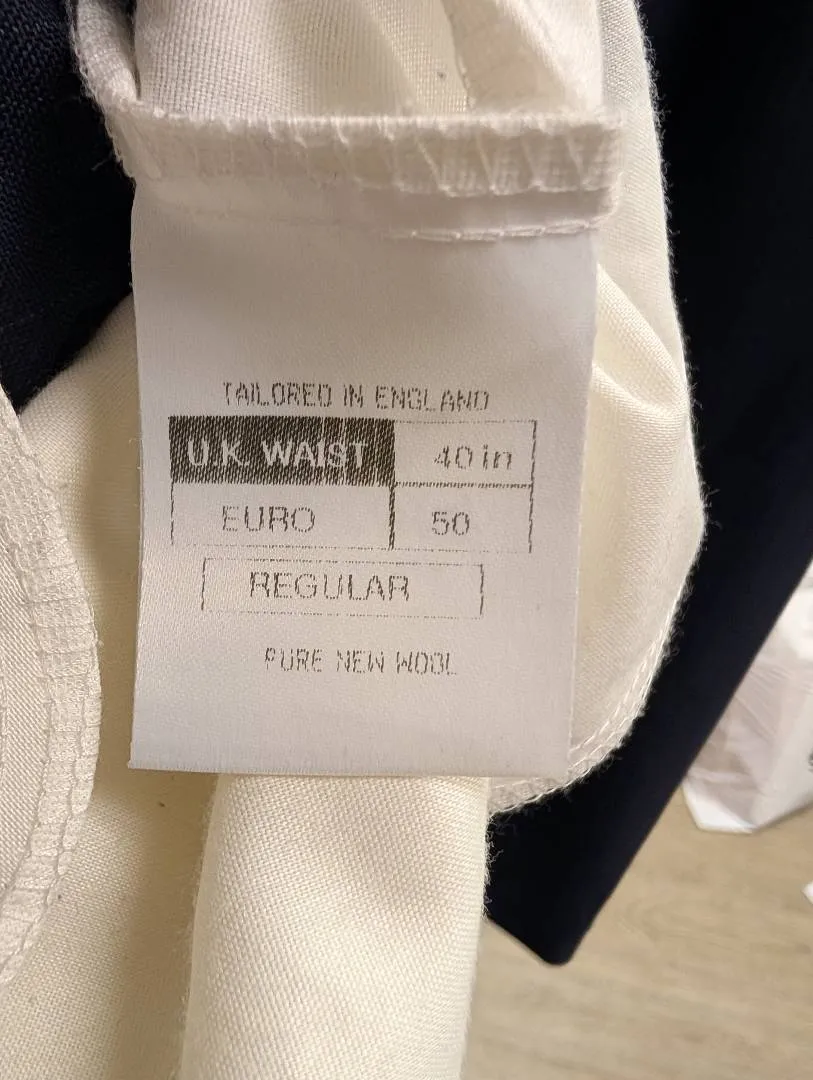 TAILORED IN ENGLAND
U.K. WAIST 40 in
EURO 50
REGULAR
PURE NEW WOOL